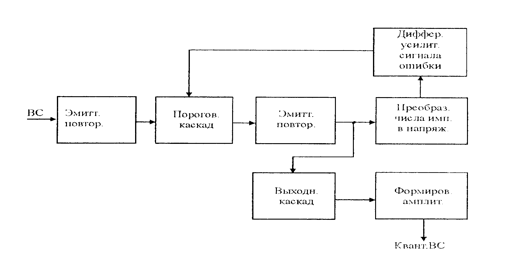 Диффер.
усилит.
сигнала
ошибки
ВС
Эмитт.
повтор.
Порогов.
каскад
Эмитт.
повтор.
Преобраз.
числа имп.
в напряж
Выходн.
каскад
Формиров.
амплит.
Квант.ВС